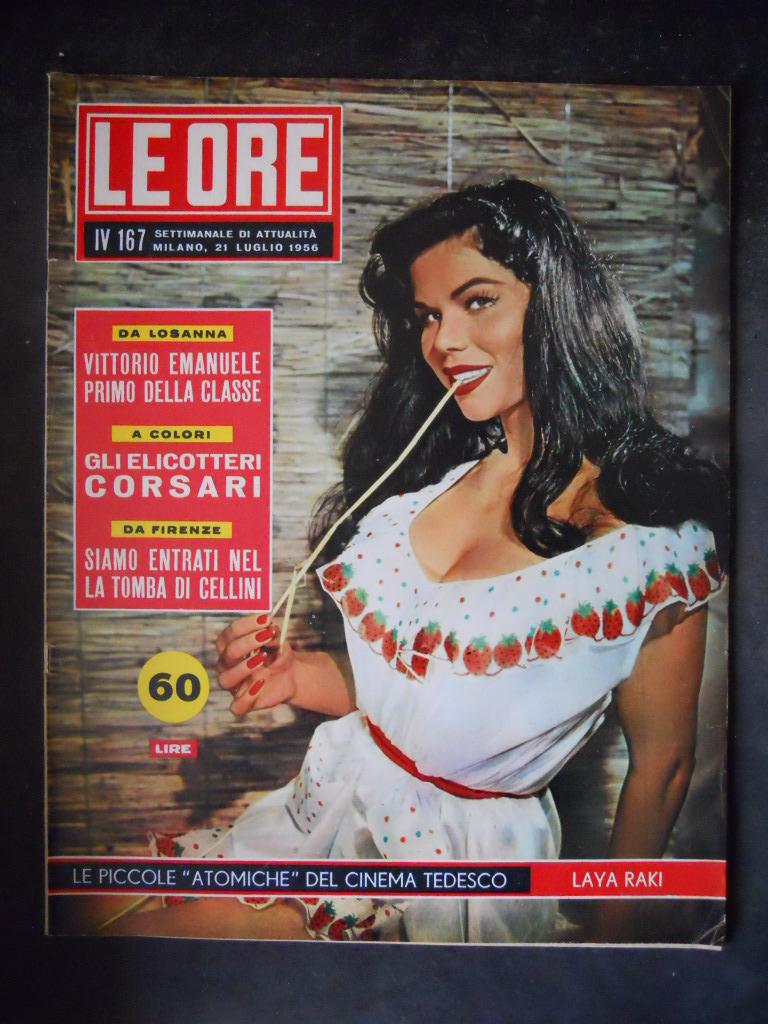 LE ORE
IV 167 SETTIMANALE DI ATTUALITÀ
MILANO, 21 LUGLIO 1956
DA LOSANNA
VITTORIO EMANUELE
PRIMO DELLA CLASSE
A COLORI
GLI ELICOTTERI
CORSARI
DA FIRENZE
SIAMO ENTRATI NEL
LA TOMBA DI CELLINI
60
LIRE
LE PICCOLE "ATOMICHE" DEL CINEMA TEDESCO LAYA RAKI